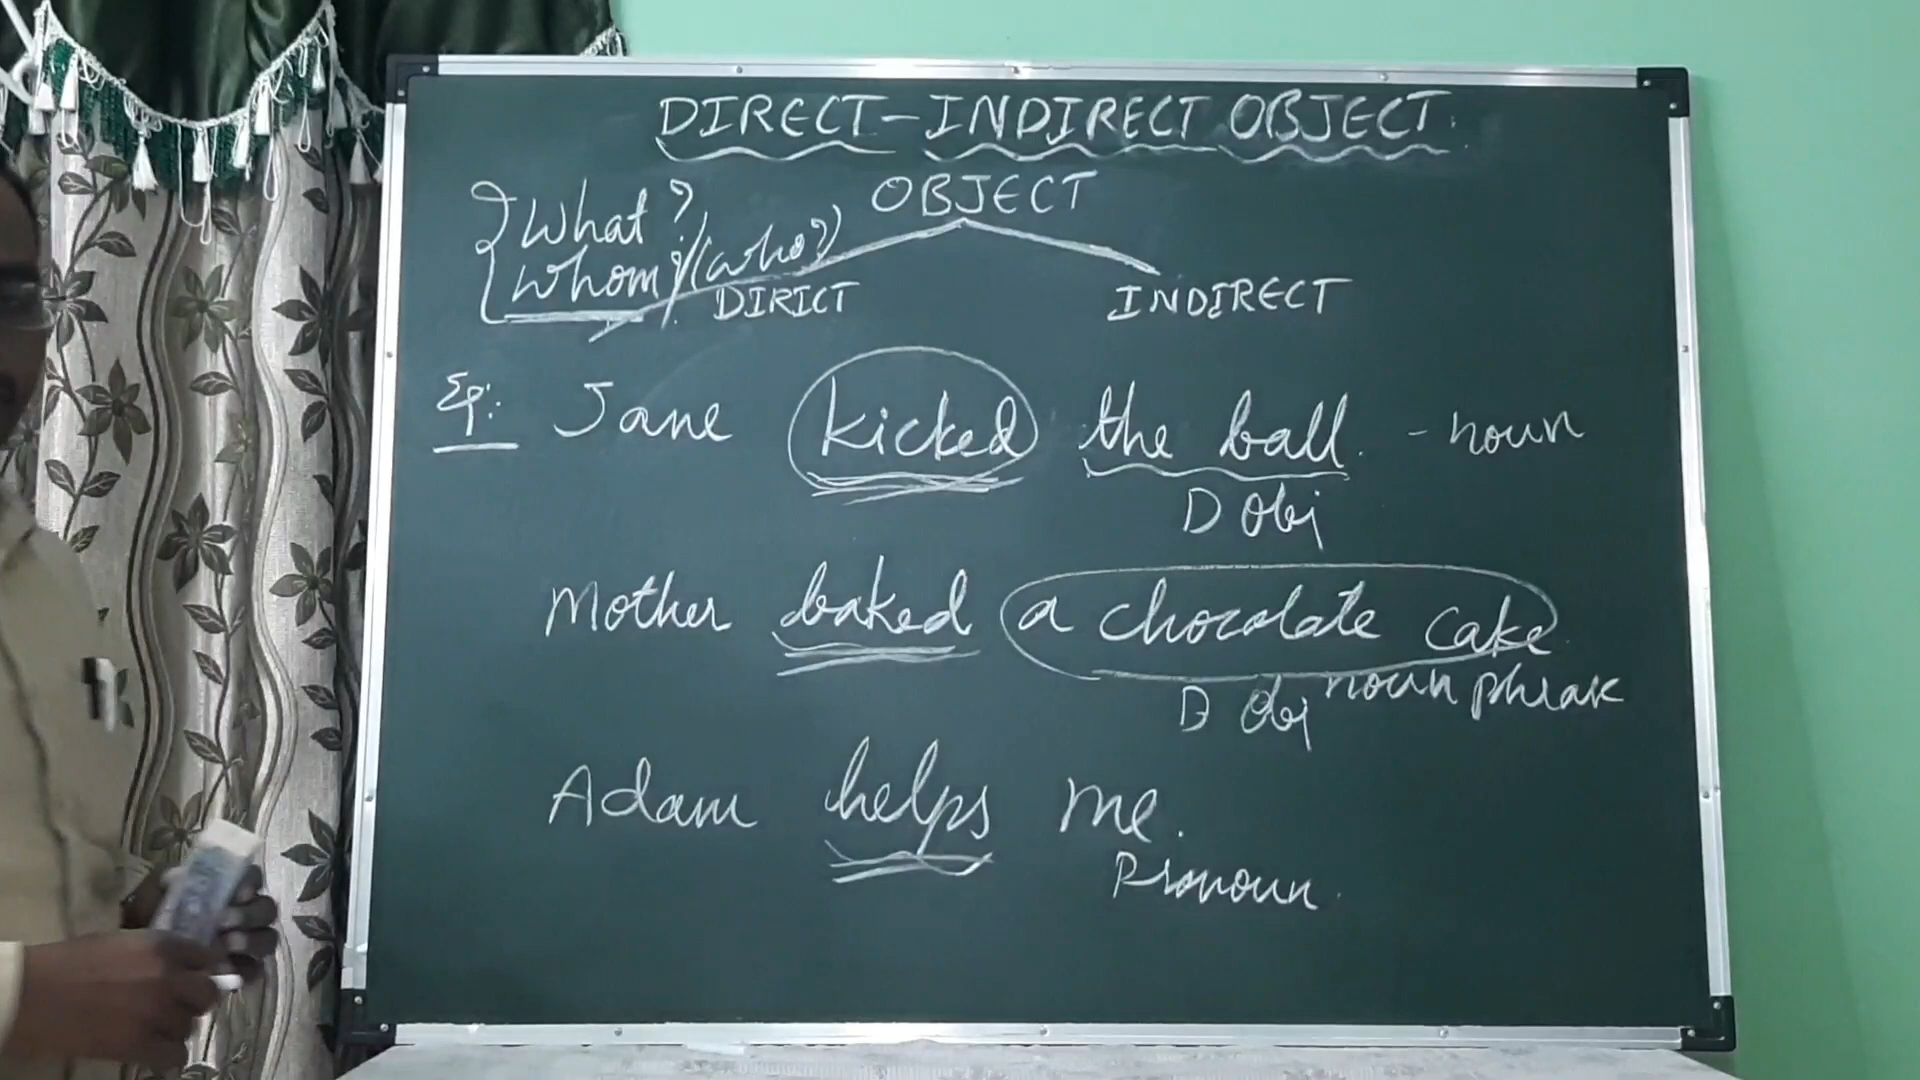 DIRECT-INDIRECT OBJECT
OBJECT
{ What?
Whom?/(who?)
DIRICT INDIRECT
Eg: Jane kicked the ball. - noun
D Obj
Mother baked a chocolate cake
D Obj noun phrase
Adam helps me.
Pronoun.